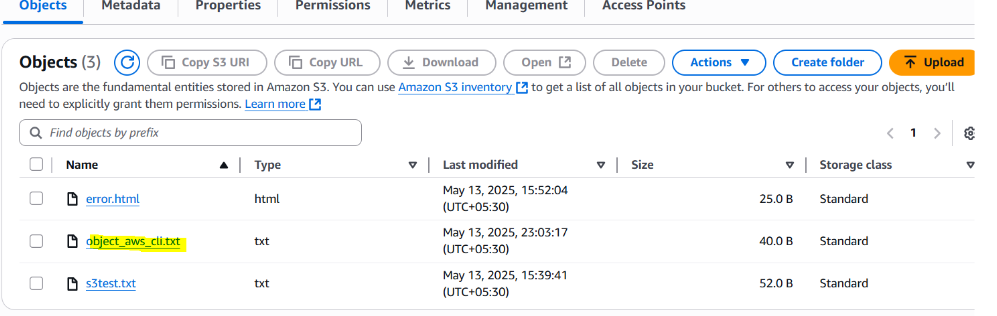 Objects Metadata Properties Permissions Metrics Management Access Points
Objects (3) Copy S3 URI Copy URL Download Open Delete Actions Create folder Upload
Objects are the fundamental entities stored in Amazon S3. You can use Amazon S3 inventory to get a list of all objects in your bucket. For others to access your objects, you'll
need to explicitly grant them permissions. Learn more
Find objects by prefix 1
Name Type Last modified Size Storage class
error.html html May 13, 2025, 15:52:04 25.0 B Standard
(UTC+05:30)
object_aws_cli.txt txt May 13, 2025, 23:03:17 40.0 B Standard
(UTC+05:30)
s3test.txt txt May 13, 2025, 15:39:41 52.0 B Standard
(UTC+05:30)